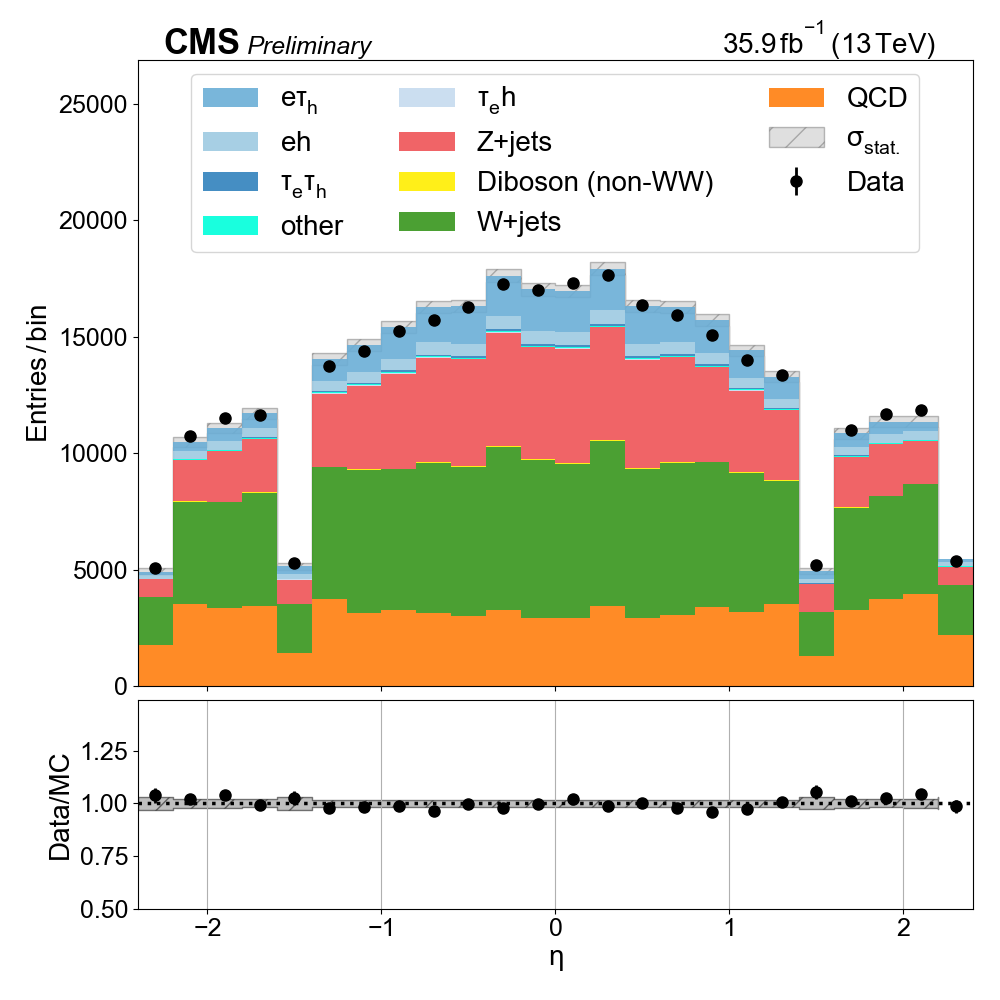 CMS Preliminary 35.9 fb⁻¹ (13 TeV)
eτₕ
eh
τₑτₕ
other
τₑh
Z+jets
Diboson (non-WW)
W+jets
QCD
σstat.
Data
Entries / bin
25000
20000
15000
10000
5000
0
Data/MC
1.25
1.00
0.75
0.50
−2 −1 0 1 2
η